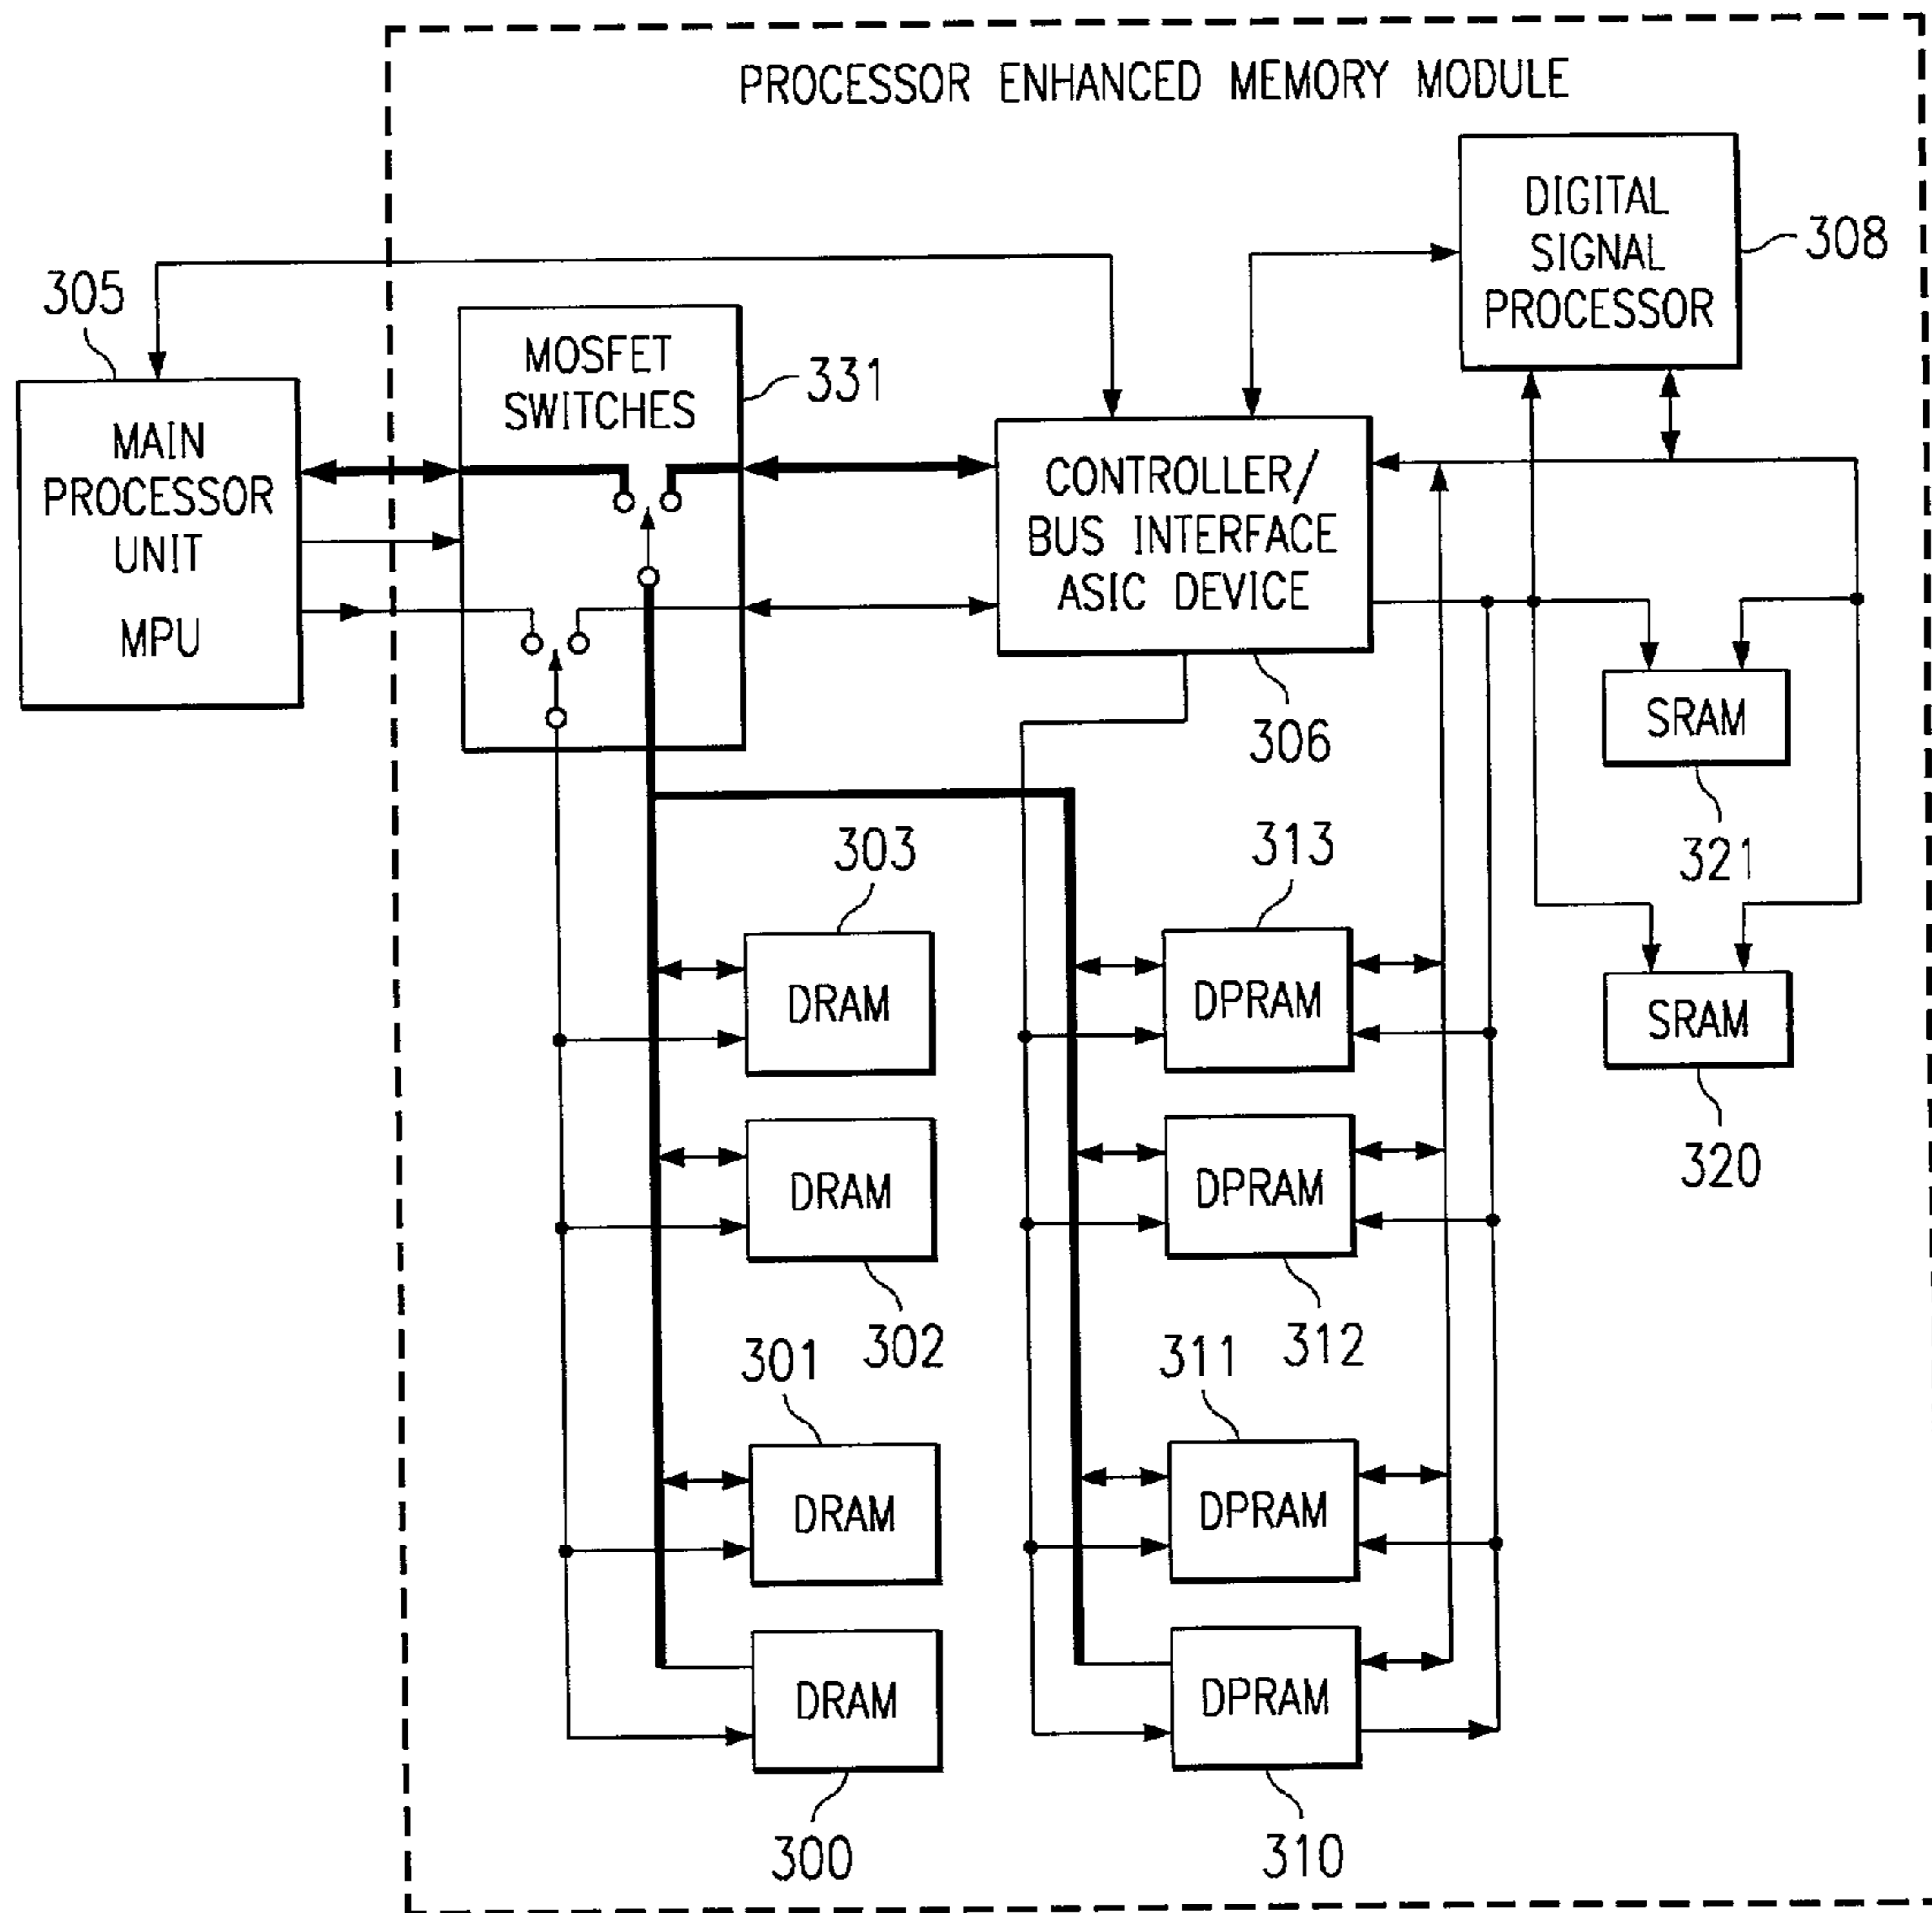 PROCESSOR ENHANCED MEMORY MODULE
DIGITAL
SIGNAL
PROCESSOR
308
305
MOSFET
SWITCHES
331
MAIN
PROCESSOR
UNIT
MPU
CONTROLLER/
BUS INTERFACE
ASIC DEVICE
306
SRAM
321
303
313
DRAM
DPRAM
SRAM
320
DRAM
DPRAM
302
312
301
311
DRAM
DPRAM
DRAM
DPRAM
300
310